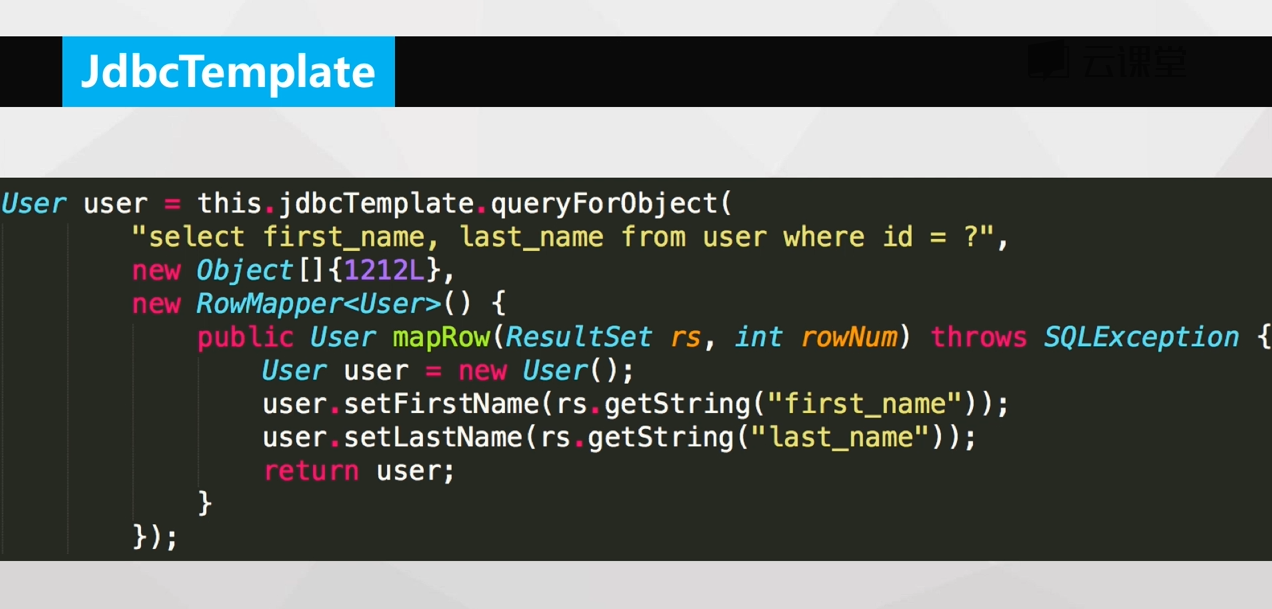 云课堂
JdbcTemplate
User user = this.jdbcTemplate.queryForObject(
        "select first_name, last_name from user where id = ?",
        new Object[]{1212L},
        new RowMapper<User>() {
            public User mapRow(ResultSet rs, int rowNum) throws SQLException {
                User user = new User();
                user.setFirstName(rs.getString("first_name"));
                user.setLastName(rs.getString("last_name"));
                return user;
            }
        });